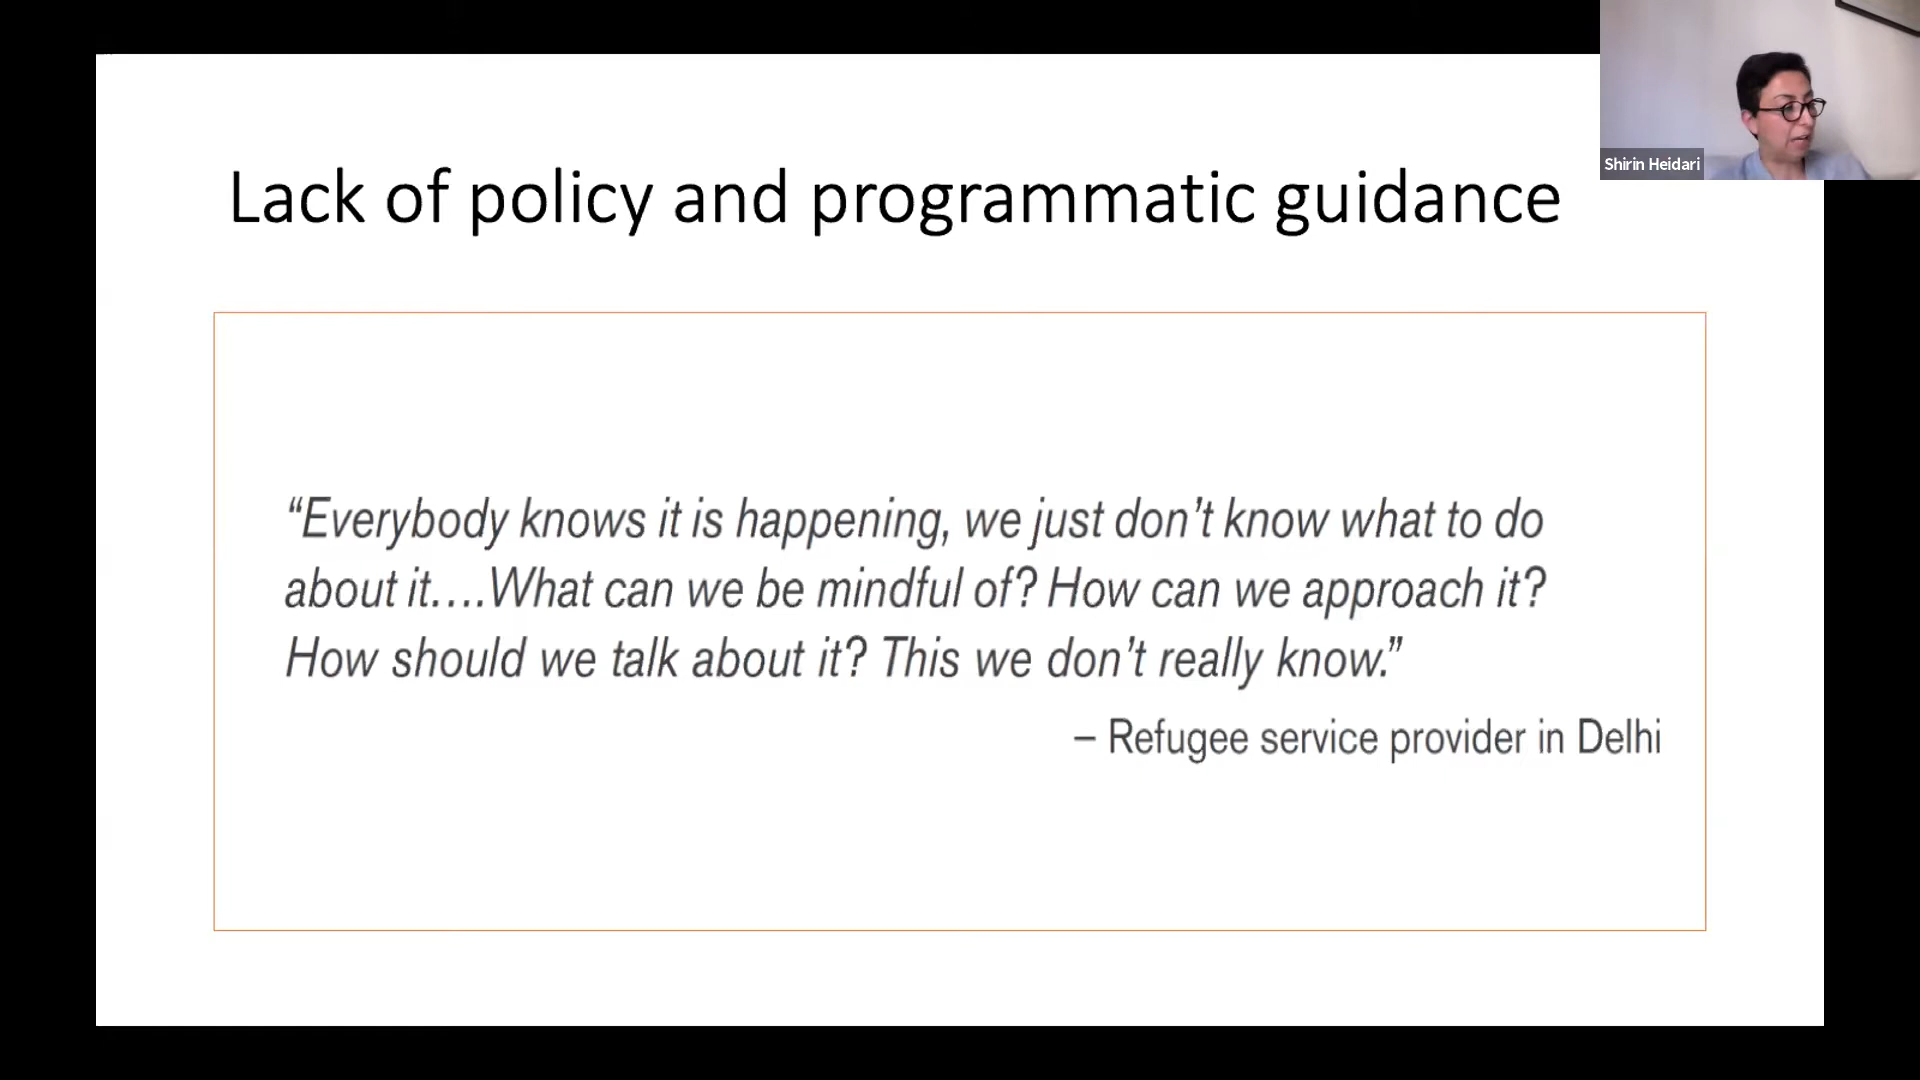 Lack of policy and programmatic guidance
Shirin Heidari
“Everybody knows it is happening, we just don’t know what to do
about it….What can we be mindful of? How can we approach it?
How should we talk about it? This we don’t really know.”
– Refugee service provider in Delhi